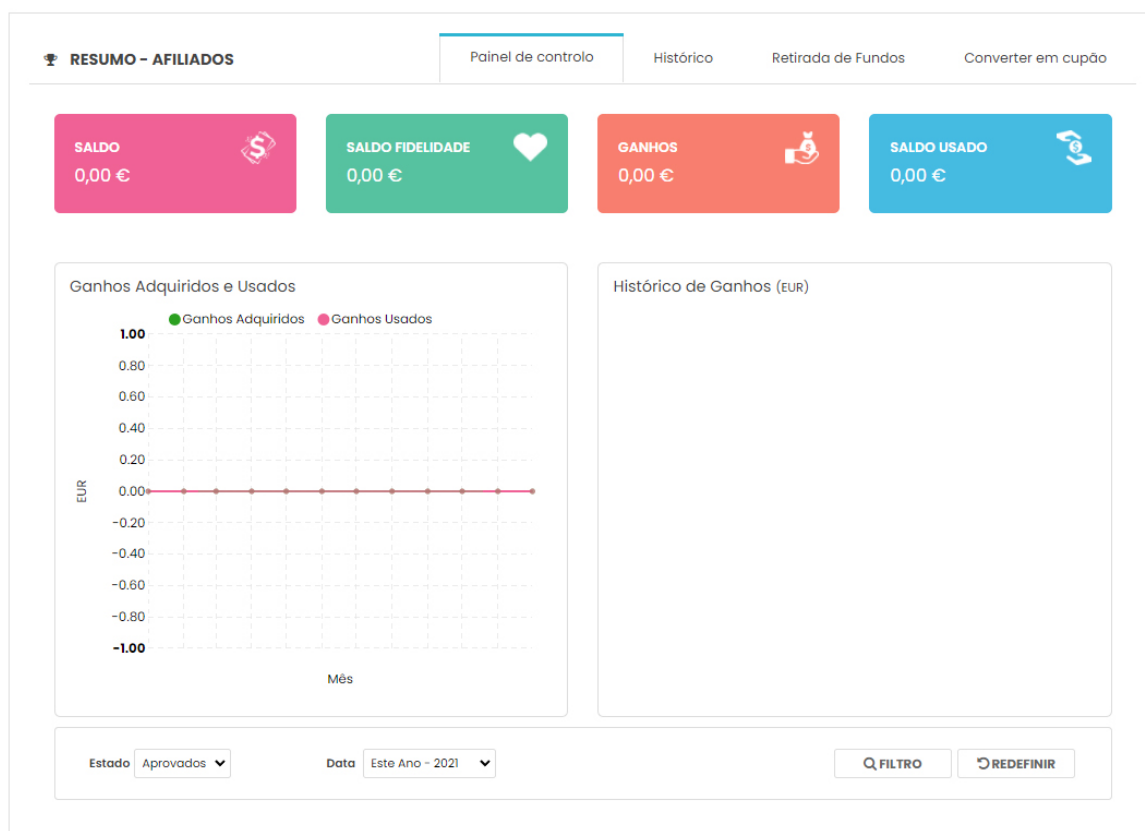 RESUMO - AFILIADOS
Painel de controlo
Histórico
Retirada de Fundos
Converter em cupão
SALDO
0,00 €
SALDO FIDELIDADE
0,00 €
GANHOS
0,00 €
SALDO USADO
0,00 €
Ganhos Adquiridos e Usados
Ganhos Adquiridos
Ganhos Usados
1.00
0.80
0.60
0.40
0.20
0.00
-0.20
-0.40
-0.60
-0.80
-1.00
EUR
Mês
Histórico de Ganhos (EUR)
Estado
Aprovados
Data
Este Ano - 2021
FILTRO
REDEFINIR